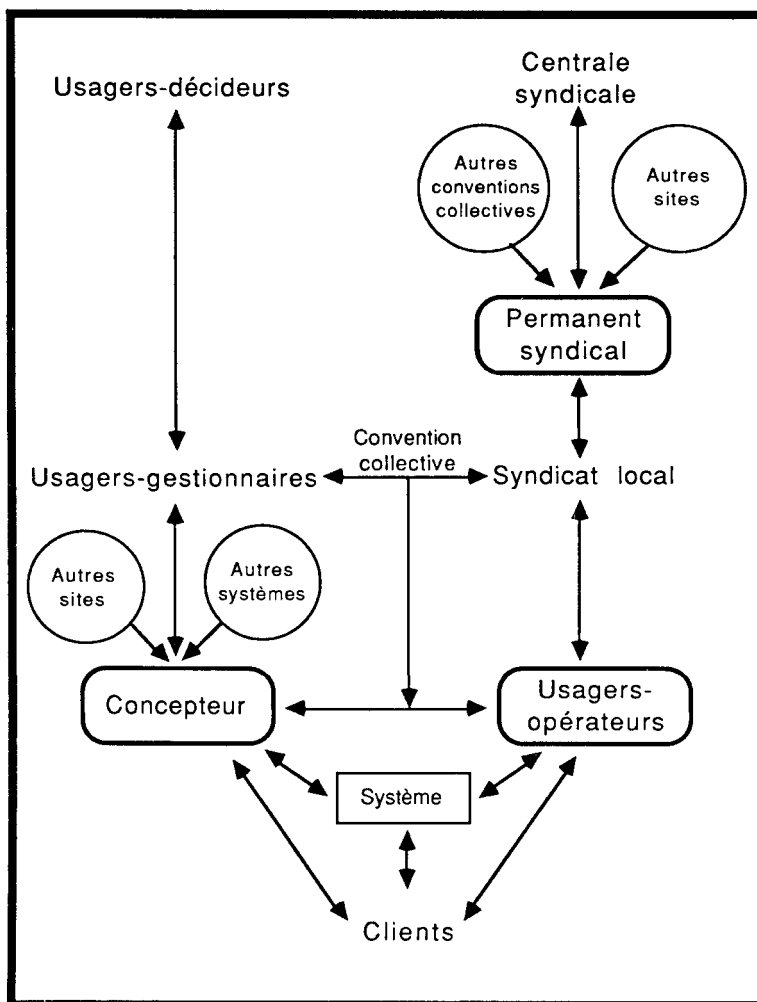 Usagers-décideurs
Centrale
syndicale
Autres
conventions
collectives
Autres
sites
Permanent
syndical
Convention
collective
Usagers-gestionnaires
Syndicat local
Autres
sites
Autres
systèmes
Concepteur
Usagers-
opérateurs
Système
Clients